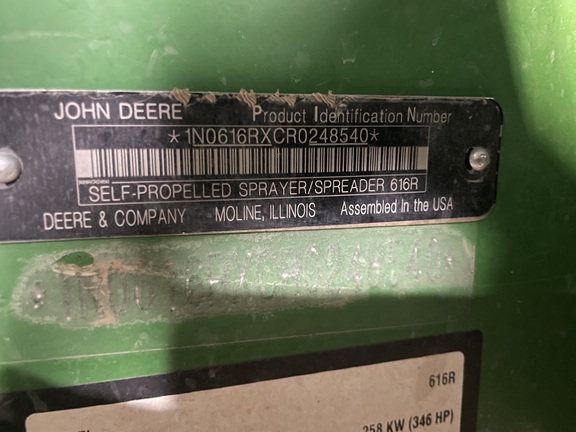 JOHN DEERE Product Identification Number
*1N0616RXCR0248540*
SELF-PROPELLED SPRAYER/SPREADER 616R
DEERE & COMPANY MOLINE, ILLINOIS Assembled In the USA
616R
258 KW (346 HP)